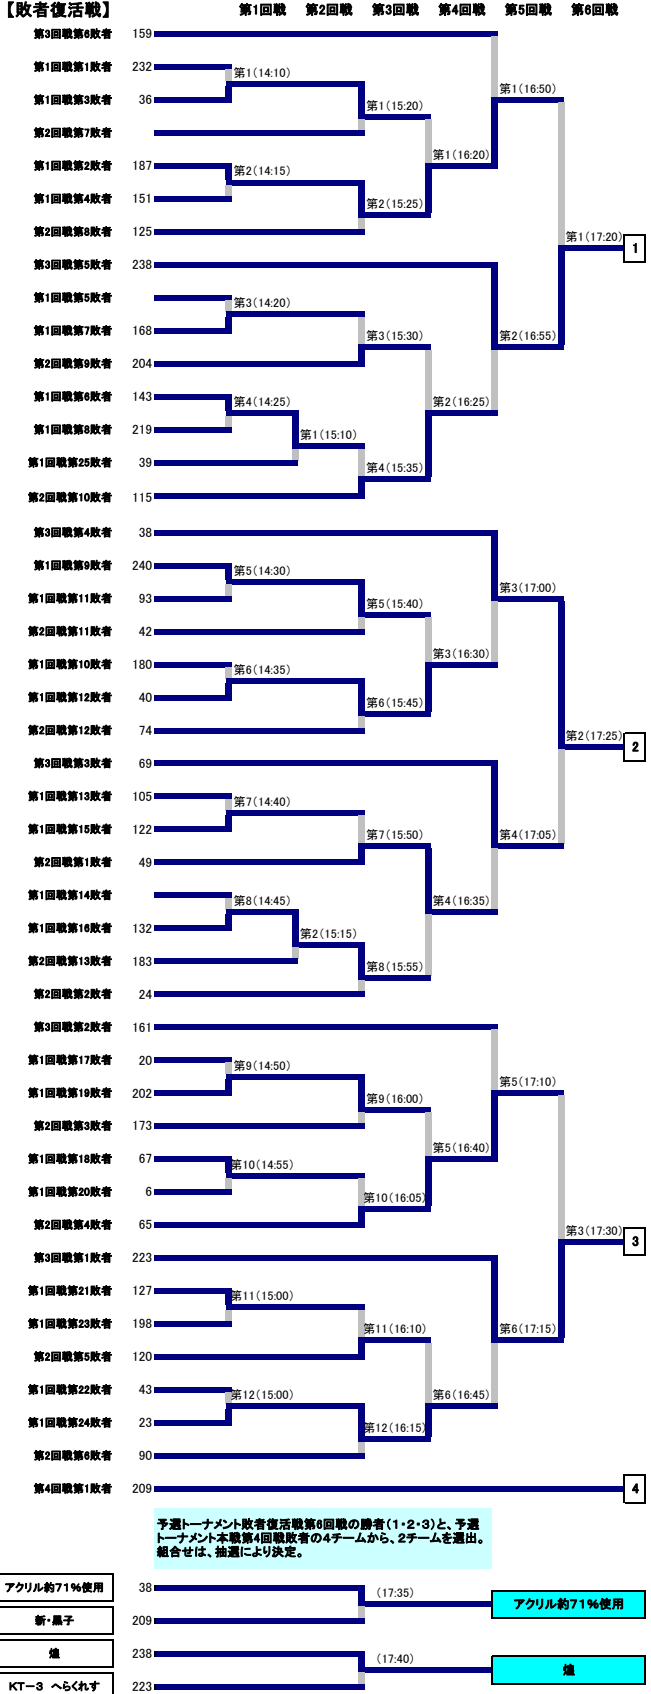 【敗者復活戦】 第1回戦 第2回戦 第3回戦 第4回戦 第5回戦 第6回戦
第3回戦第6敗者 159
第1回戦第1敗者 232
第1(14:10)
第1(16:50)
第1回戦第3敗者 36
第1(15:20)
第2回戦第7敗者
第1(16:20)
第1回戦第2敗者 187
第2(14:15)
第1回戦第4敗者 151
第2(15:25)
第2回戦第8敗者 125
第1(17:20)
1
第3回戦第5敗者 238
第1回戦第5敗者
第3(14:20)
第1回戦第7敗者 168
第3(15:30)
第2(16:55)
第2回戦第9敗者 204
第1回戦第6敗者 143
第4(14:25)
第2(16:25)
第1回戦第8敗者 219
第1(15:10)
第1回戦第25敗者 39
第4(15:35)
第2回戦第10敗者 115
第3回戦第4敗者 38
第1回戦第9敗者 240
第5(14:30)
第3(17:00)
第1回戦第11敗者 93
第5(15:40)
第2回戦第11敗者 42
第3(16:30)
第1回戦第10敗者 180
第6(14:35)
第1回戦第12敗者 40
第6(15:45)
第2回戦第12敗者 74
第2(17:25)
2
第3回戦第3敗者 69
第1回戦第13敗者 105
第7(14:40)
第1回戦第15敗者 122
第7(15:50)
第4(17:05)
第2回戦第1敗者 49
第1回戦第14敗者
第8(14:45)
第4(16:35)
第1回戦第16敗者 132
第2(15:15)
第2回戦第13敗者 183
第8(15:55)
第2回戦第2敗者 24
第3回戦第2敗者 161
第1回戦第17敗者 20
第9(14:50)
第5(17:10)
第1回戦第19敗者 202
第9(16:00)
第2回戦第3敗者 173
第5(16:40)
第1回戦第18敗者 67
第10(14:55)
第1回戦第20敗者 6
第10(16:05)
第2回戦第4敗者 65
第3(17:30)
3
第3回戦第1敗者 223
第1回戦第21敗者 127
第11(15:00)
第1回戦第23敗者 198
第11(16:10)
第6(17:15)
第2回戦第5敗者 120
第1回戦第22敗者 43
第12(15:00)
第6(16:45)
第1回戦第24敗者 23
第12(16:15)
第2回戦第6敗者 90
第4回戦第1敗者 209
4
予選トーナメント敗者復活戦第6回戦の勝者(1・2・3)と、予選
トーナメント本戦第4回戦敗者の4チームから、2チームを選出。
組合せは、抽選により決定。
アクリル約71%使用 38
(17:35)
アクリル約71%使用
新・黒子 209
煌 238
(17:40)
煌
KT－3 へらくれす 223